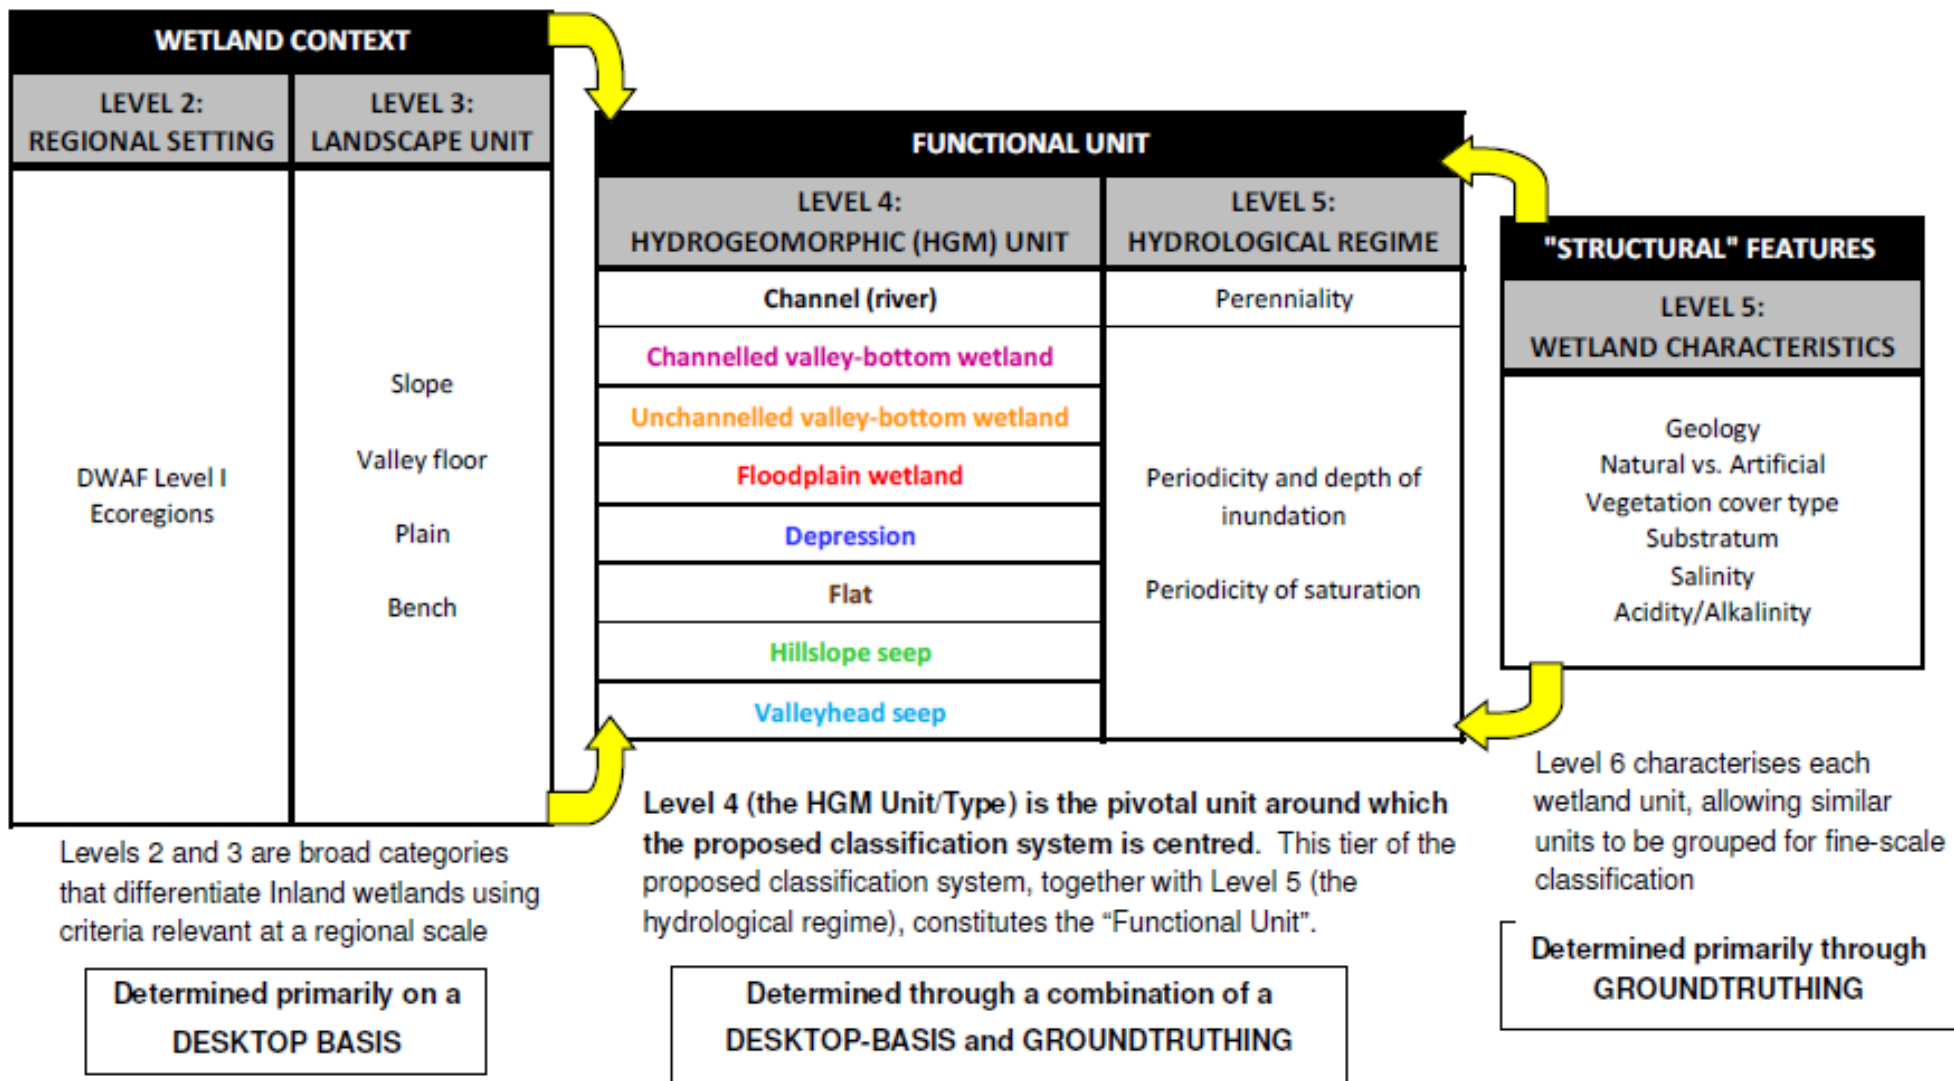 WETLAND CONTEXT
LEVEL 2:
REGIONAL SETTING
LEVEL 3:
LANDSCAPE UNIT
DWAF Level I
Ecoregions
Slope
Valley floor
Plain
Bench
Levels 2 and 3 are broad categories
that differentiate Inland wetlands using
criteria relevant at a regional scale
Determined primarily on a
DESKTOP BASIS
FUNCTIONAL UNIT
LEVEL 4:
HYDROGEOMORPHIC (HGM) UNIT
LEVEL 5:
HYDROLOGICAL REGIME
Channel (river)
Perenniality
Channelled valley-bottom wetland
Unchannelled valley-bottom wetland
Floodplain wetland
Depression
Flat
Hillslope seep
Valleyhead seep
Periodicity and depth of
inundation
Periodicity of saturation
Level 4 (the HGM Unit/Type) is the pivotal unit around which
the proposed classification system is centred. This tier of the
proposed classification system, together with Level 5 (the
hydrological regime), constitutes the “Functional Unit”.
Determined through a combination of a
DESKTOP-BASIS and GROUNDTRUTHING
"STRUCTURAL" FEATURES
LEVEL 5:
WETLAND CHARACTERISTICS
Geology
Natural vs. Artificial
Vegetation cover type
Substratum
Salinity
Acidity/Alkalinity
Level 6 characterises each
wetland unit, allowing similar
units to be grouped for fine-scale
classification
Determined primarily through
GROUNDTRUTHING